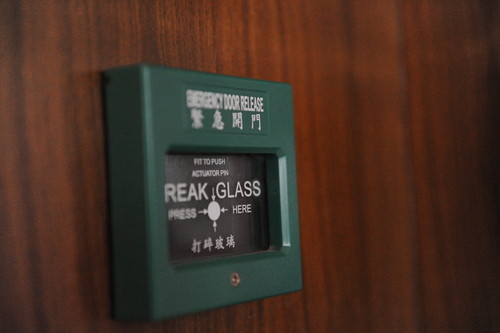 EMERGENCY DOOR RELEASE
緊急開門
FIT TO PUSH
ACTUATOR PIN
REAK GLASS
PRESS HERE
打碎玻璃